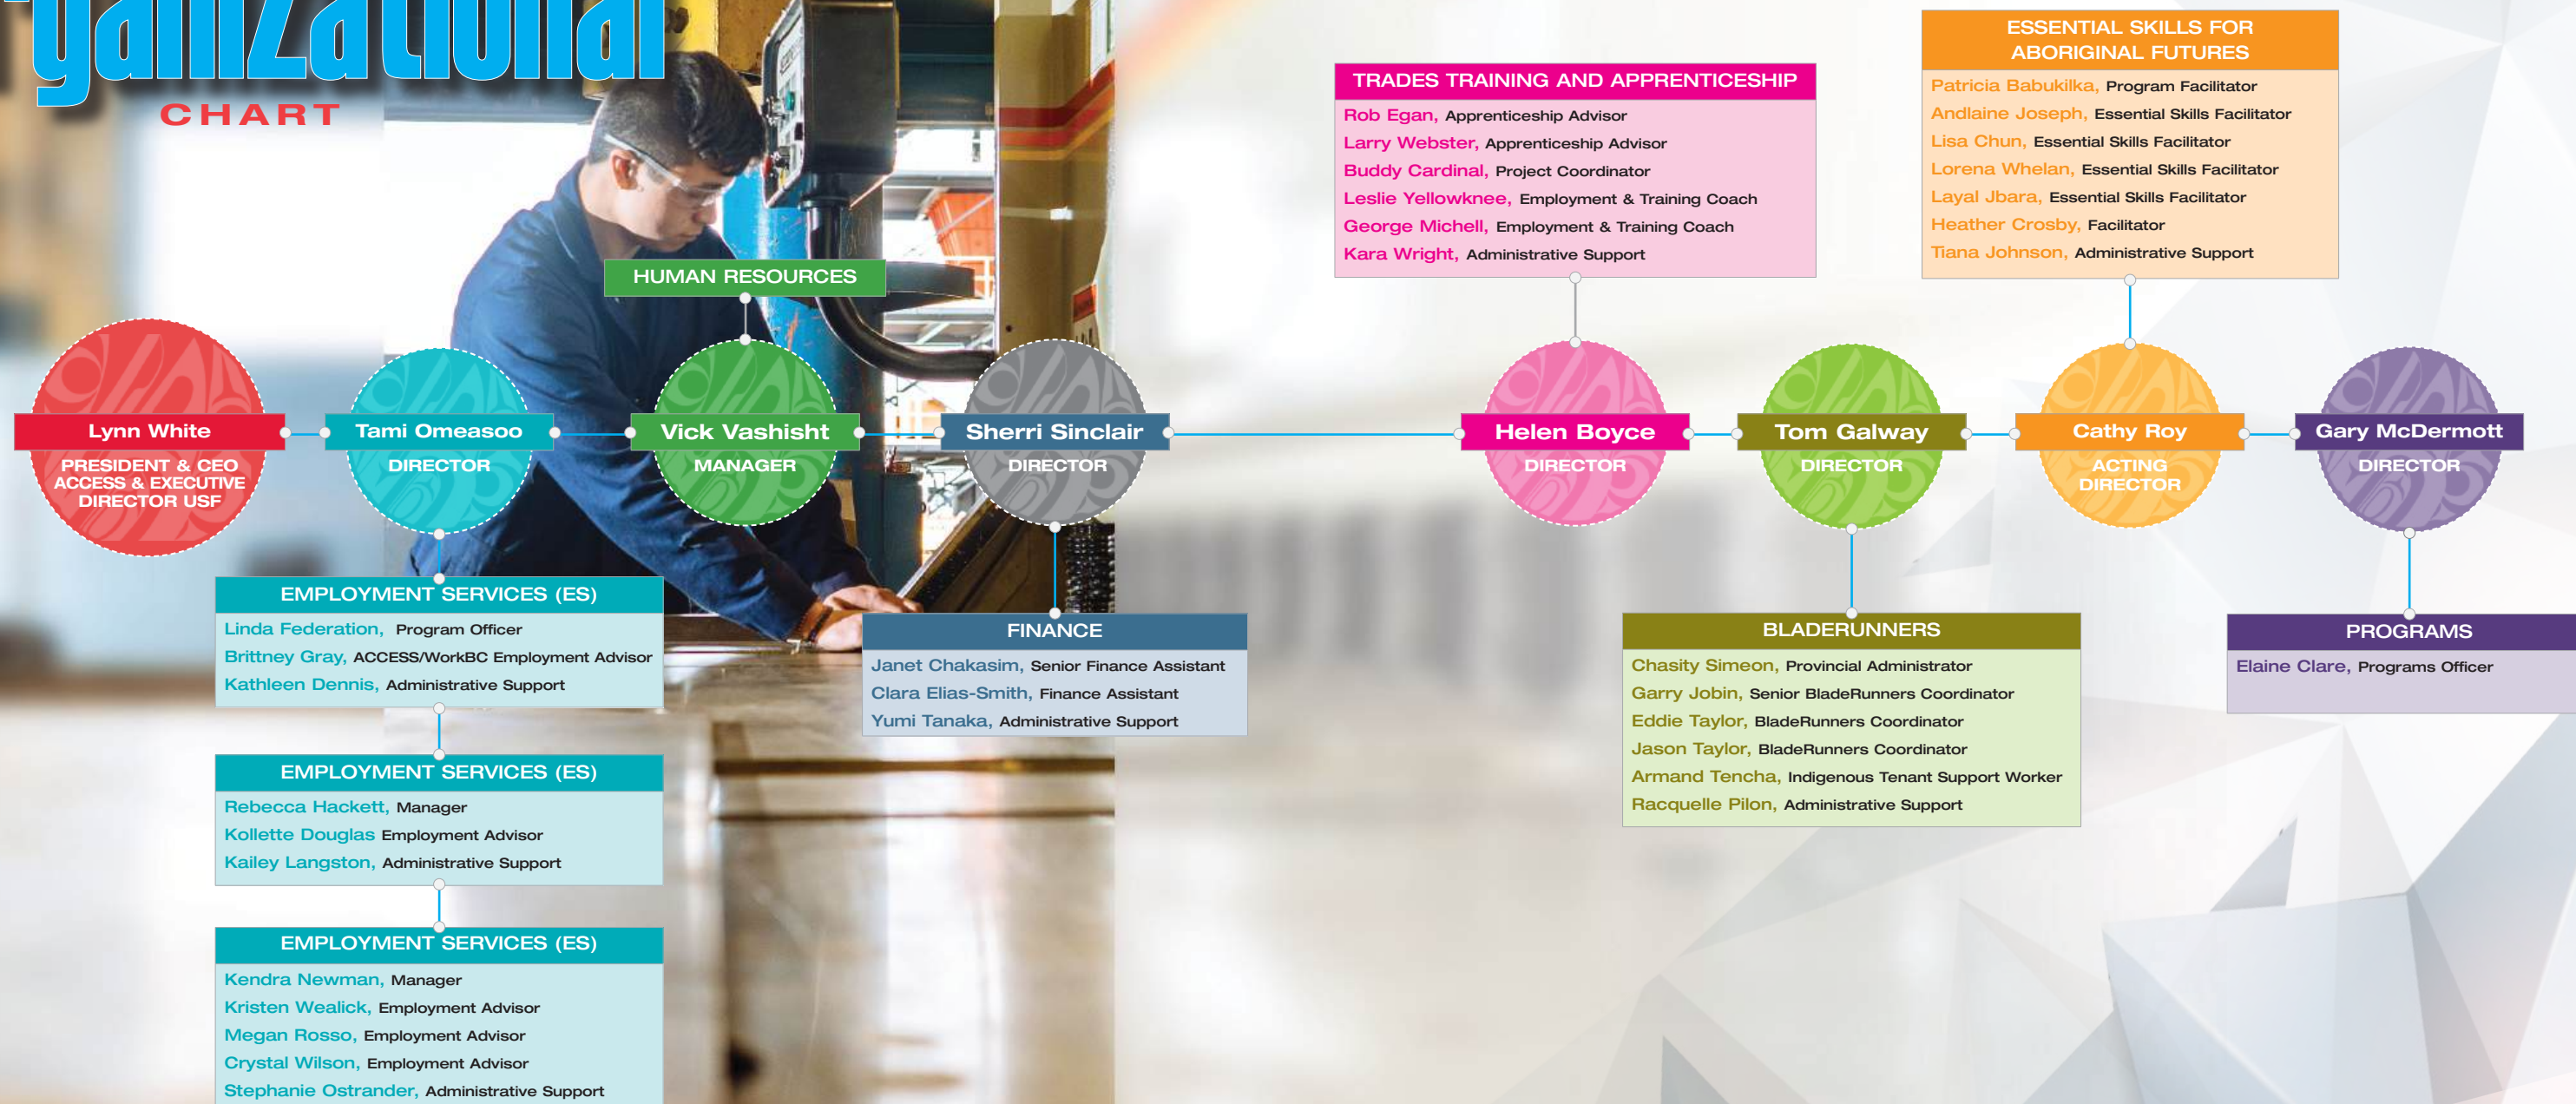 CHART
HUMAN RESOURCES
Lynn White
PRESIDENT & CEO
ACCESS & EXECUTIVE
DIRECTOR USF
Tami Omeasoo
DIRECTOR
Vick Vashisht
MANAGER
Sherri Sinclair
DIRECTOR
Helen Boyce
DIRECTOR
Tom Galway
DIRECTOR
Cathy Roy
ACTING
DIRECTOR
Gary McDermott
DIRECTOR
TRADES TRAINING AND APPRENTICESHIP
Rob Egan, Apprenticeship Advisor
Larry Webster, Apprenticeship Advisor
Buddy Cardinal, Project Coordinator
Leslie Yellowknee, Employment & Training Coach
George Michell, Employment & Training Coach
Kara Wright, Administrative Support
ESSENTIAL SKILLS FOR
ABORIGINAL FUTURES
Patricia Babukilka, Program Facilitator
Andlaine Joseph, Essential Skills Facilitator
Lisa Chun, Essential Skills Facilitator
Lorena Whelan, Essential Skills Facilitator
Layal Jbara, Essential Skills Facilitator
Heather Crosby, Facilitator
Tiana Johnson, Administrative Support
EMPLOYMENT SERVICES (ES)
Linda Federation, Program Officer
Brittney Gray, ACCESS/WorkBC Employment Advisor
Kathleen Dennis, Administrative Support
EMPLOYMENT SERVICES (ES)
Rebecca Hackett, Manager
Kollette Douglas Employment Advisor
Kailey Langston, Administrative Support
EMPLOYMENT SERVICES (ES)
Kendra Newman, Manager
Kristen Wealick, Employment Advisor
Megan Rosso, Employment Advisor
Crystal Wilson, Employment Advisor
Stephanie Ostrander, Administrative Support
FINANCE
Janet Chakasim, Senior Finance Assistant
Clara Elias-Smith, Finance Assistant
Yumi Tanaka, Administrative Support
BLADERUNNERS
Chasity Simeon, Provincial Administrator
Garry Jobin, Senior BladeRunners Coordinator
Eddie Taylor, BladeRunners Coordinator
Jason Taylor, BladeRunners Coordinator
Armand Tencha, Indigenous Tenant Support Worker
Racquelle Pilon, Administrative Support
PROGRAMS
Elaine Clare, Programs Officer